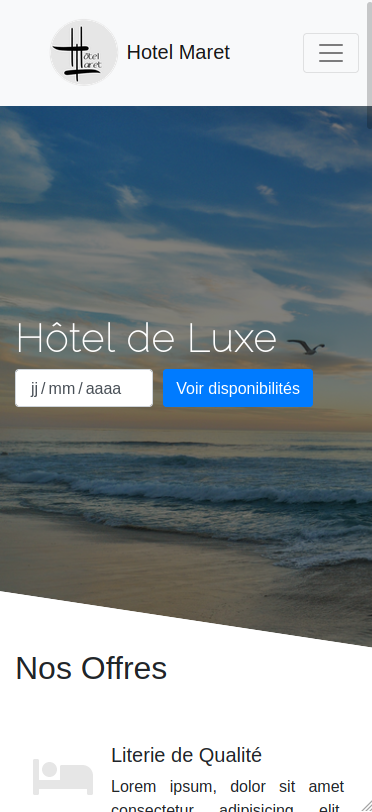 Hôtel
Maret
Hotel Maret
Hôtel de Luxe
jj/mm/aaaa
Voir disponibilités
Nos Offres
Literie de Qualité
Lorem ipsum, dolor sit amet
consectetur adipisicing elit.